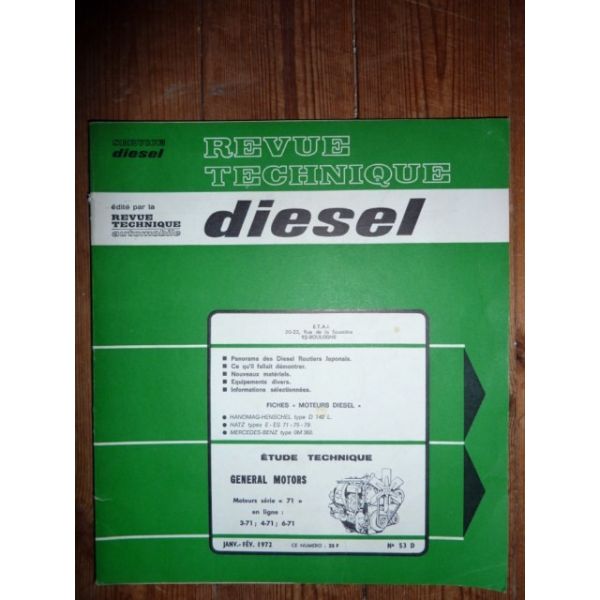 SERVICE
diesel
REVUE
TECHNIQUE
édité par la
REVUE
TECHNIQUE
automobile
diesel
E.T.A.I.
20-22, Rue de la Saussière
92-BOULOGNE
Panorama des Diesel Routiers Japonais.
Ce qu'il fallait démontrer.
Nouveaux matériels.
Equipements divers.
Informations sélectionnées.
FICHES « MOTEURS DIESEL »
HANOMAG-HENSCHEL type D 142 L.
HATZ types E - ES 71 - 75 - 79.
MERCEDES-BENZ type OM 360.
ÉTUDE TECHNIQUE
GENERAL MOTORS
Moteurs série « 71 »
en ligne :
3-71 ; 4-71 ; 6-71
JANV.- FÉV. 1972 CE NUMERO : 25 F N° 53 D